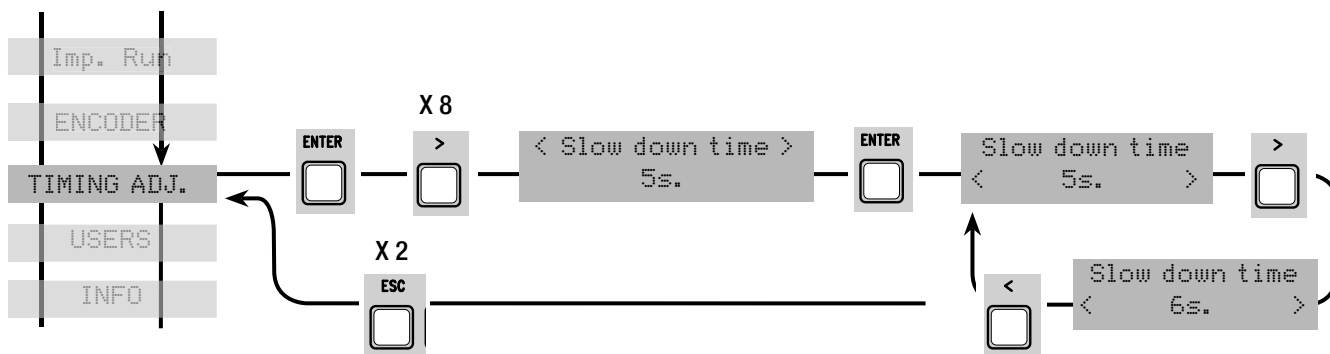 Imp. Run
ENCODER
TIMING ADJ.
USERS
INFO
ENTER
X 8
>
< Slow down time >
5s.
ENTER
Slow down time
< 5s. >
>
Slow down time
< 6s. >
<
X 2
ESC